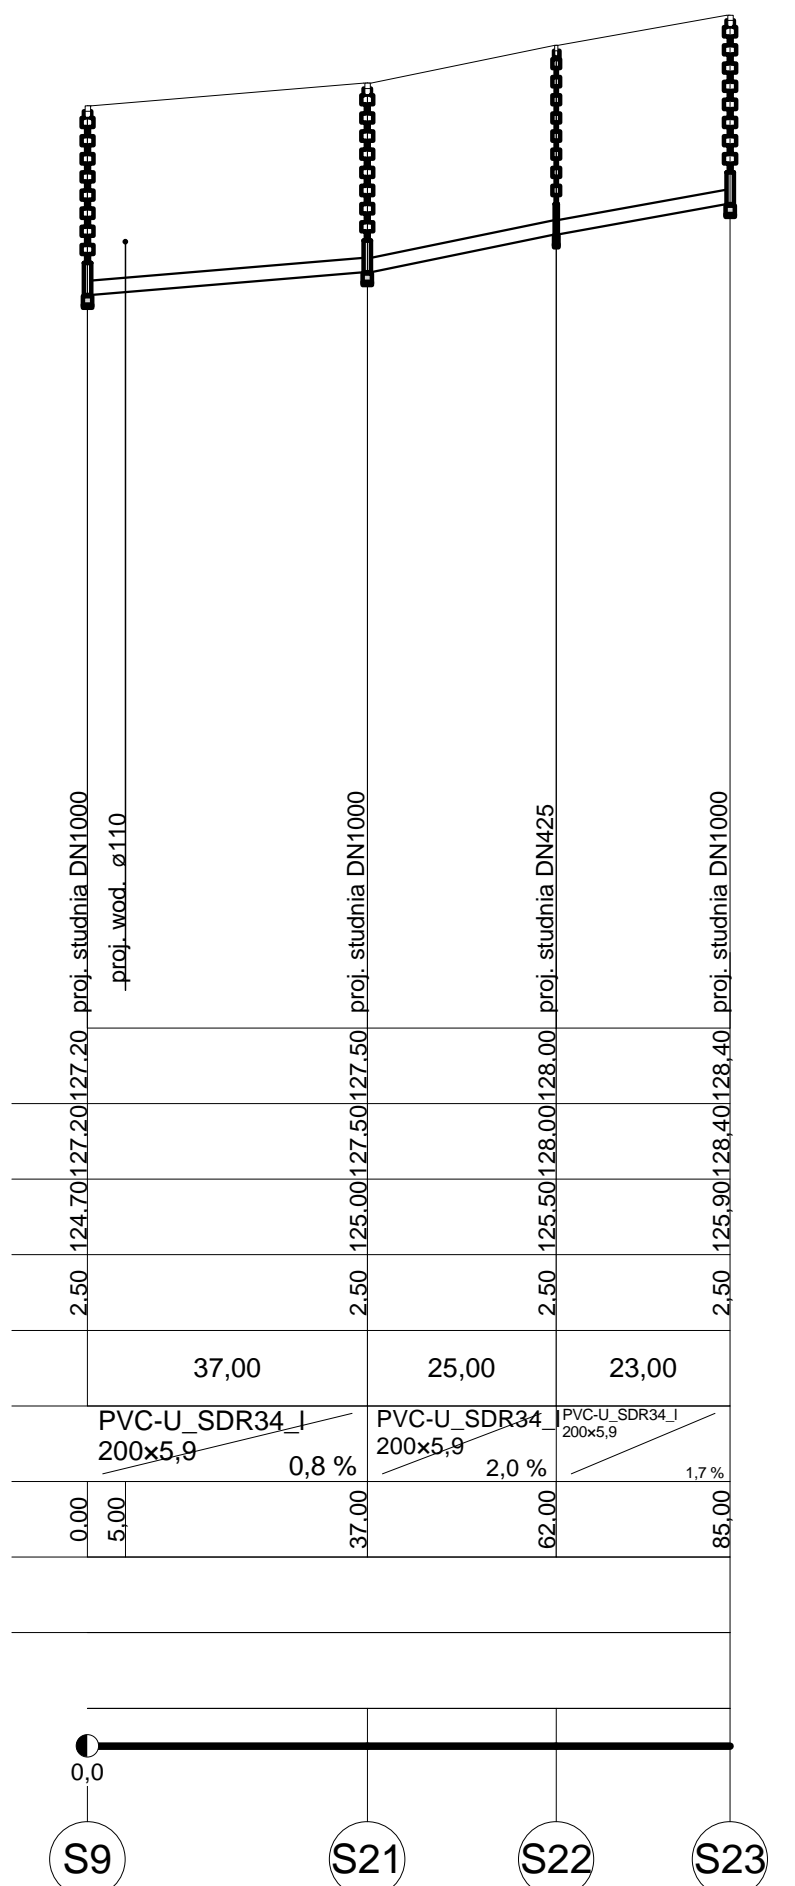 proj. studnia DN1000
proj. wod. ø110
proj. studnia DN1000
proj. studnia DN425
proj. studnia DN1000
127.20
127.50
128.00
128,40
127.20
127.50
128.00
128,40
124.70
125.00
125.50
125,90
2.50
2.50
2.50
2,50
37,00
25,00
23,00
PVC-U_SDR34_I
200×5,9
0,8 %
PVC-U_SDR34_I
200×5,9
2,0 %
PVC-U_SDR34_I
200×5,9
1,7 %
0.00
5,00
37.00
62.00
85,00
0,0
S9
S21
S22
S23